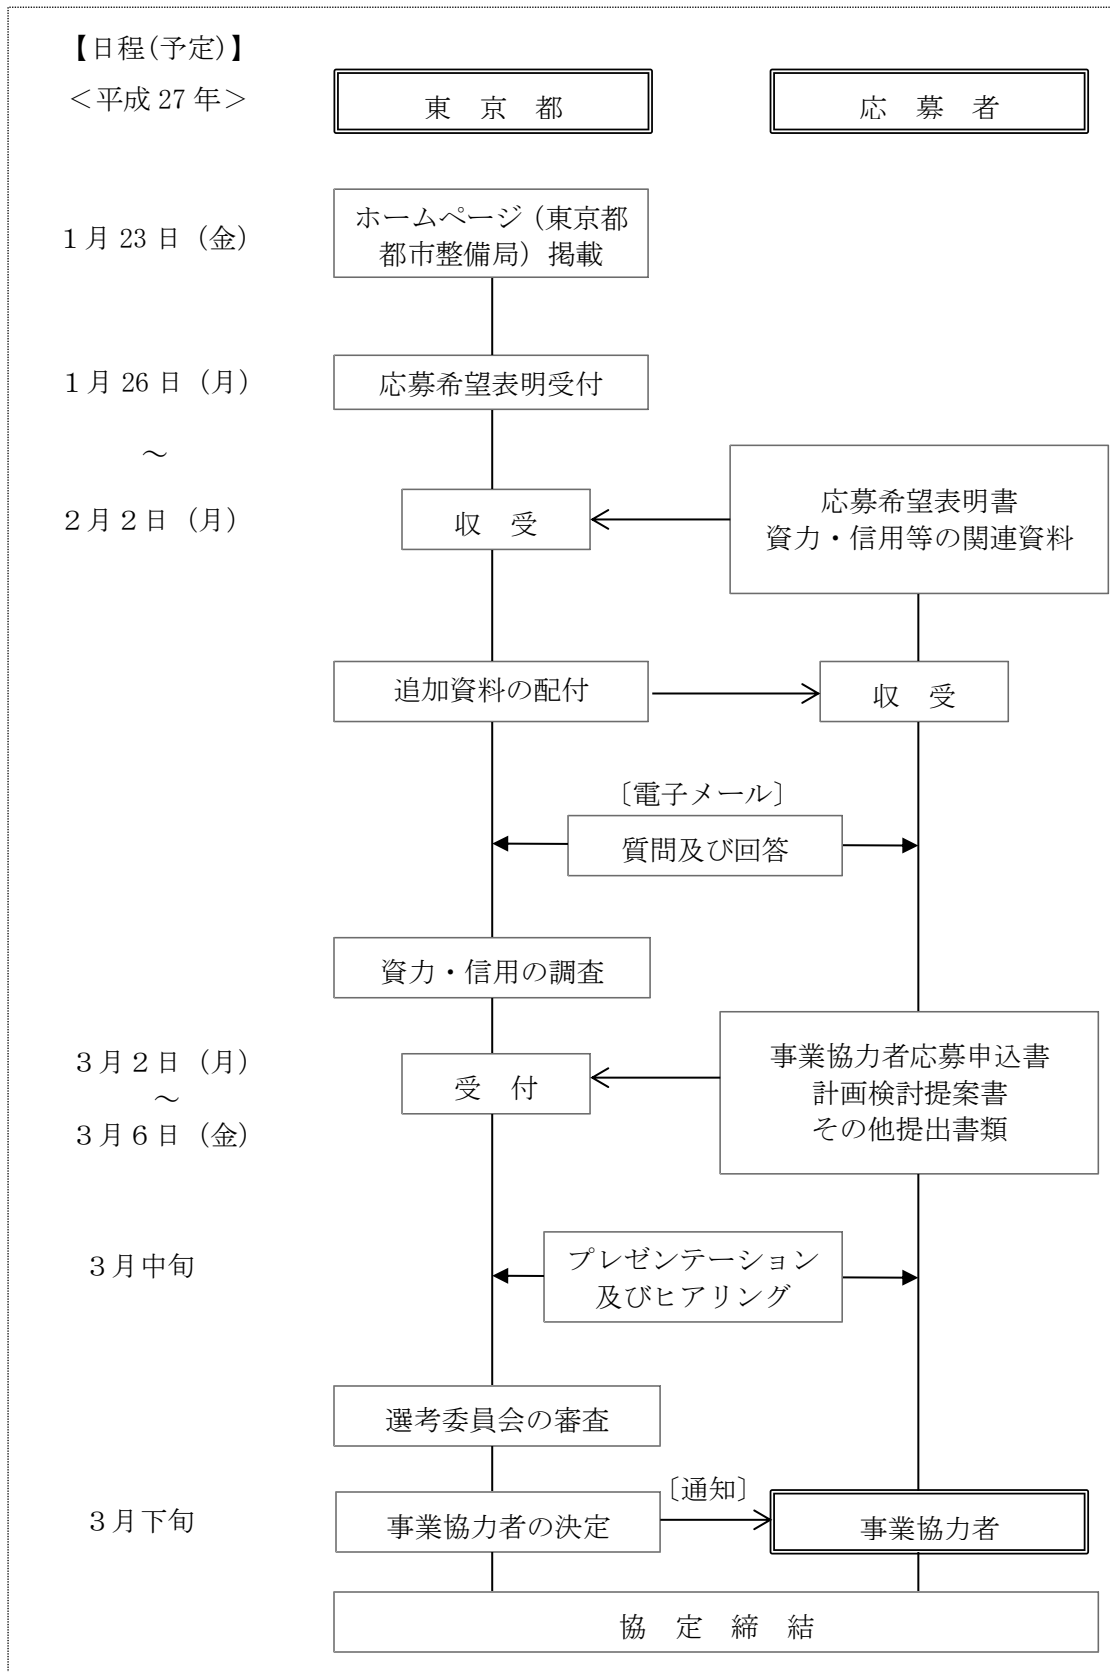 【日程(予定)】
＜平成 27 年＞
東 京 都
応 募 者
１月 23 日（金）
ホームページ（東京都
都市整備局）掲載
１月 26 日（月）
応募希望表明受付
～
２月２日（月）
収 受
応募希望表明書
資力・信用等の関連資料
追加資料の配付
収 受
〔電子メール〕
質問及び回答
資力・信用の調査
３月２日（月）
～
３月６日（金）
受 付
事業協力者応募申込書
計画検討提案書
その他提出書類
３月中旬
プレゼンテーション
及びヒアリング
選考委員会の審査
３月下旬
事業協力者の決定
〔通知〕
事業協力者
協 定 締 結